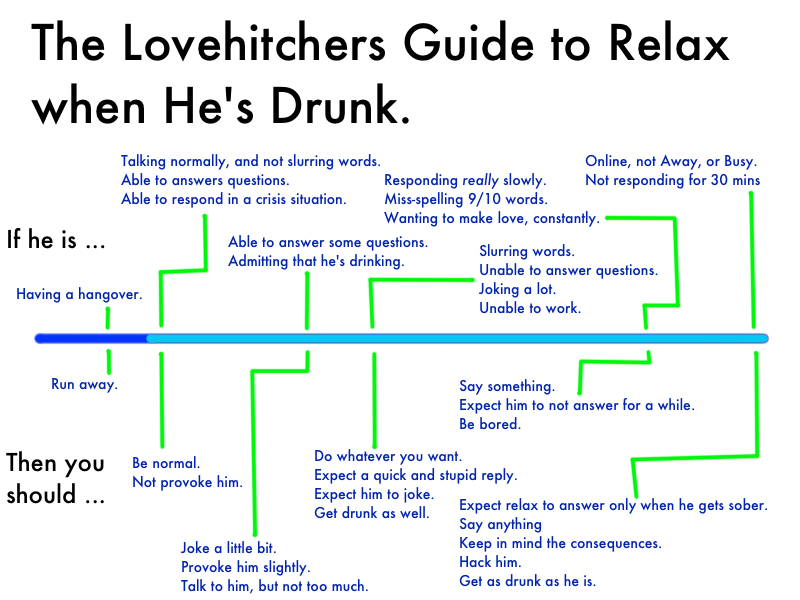 The Lovehitchers Guide to Relax
when He's Drunk.
If he is ...
Having a hangover.
Talking normally, and not slurring words.
Able to answers questions.
Able to respond in a crisis situation.
Able to answer some questions.
Admitting that he's drinking.
Slurring words.
Unable to answer questions.
Joking a lot.
Unable to work.
Responding really slowly.
Miss-spelling 9/10 words.
Wanting to make love, constantly.
Online, not Away, or Busy.
Not responding for 30 mins
Then you
should ...
Run away.
Be normal.
Not provoke him.
Joke a little bit.
Provoke him slightly.
Talk to him, but not too much.
Do whatever you want.
Expect a quick and stupid reply.
Expect him to joke.
Get drunk as well.
Say something.
Expect him to not answer for a while.
Be bored.
Expect relax to answer only when he gets sober.
Say anything
Keep in mind the consequences.
Hack him.
Get as drunk as he is.